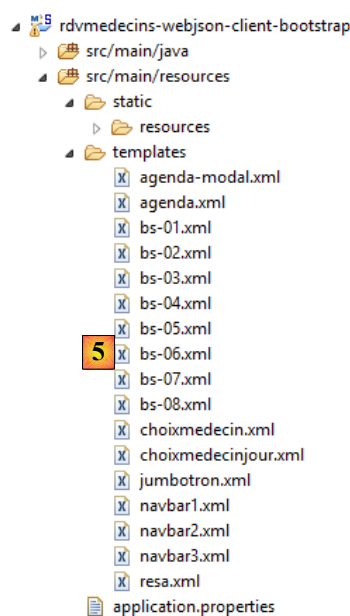 rdvmedecins-webjson-client-bootstrap
src/main/java
src/main/resources
static
resources
templates
agenda-modal.xml
agenda.xml
bs-01.xml
bs-02.xml
bs-03.xml
bs-04.xml
bs-05.xml
5 bs-06.xml
bs-07.xml
bs-08.xml
choixmedecin.xml
choixmedecinjour.xml
jumbotron.xml
navbar1.xml
navbar2.xml
navbar3.xml
resa.xml
application.properties